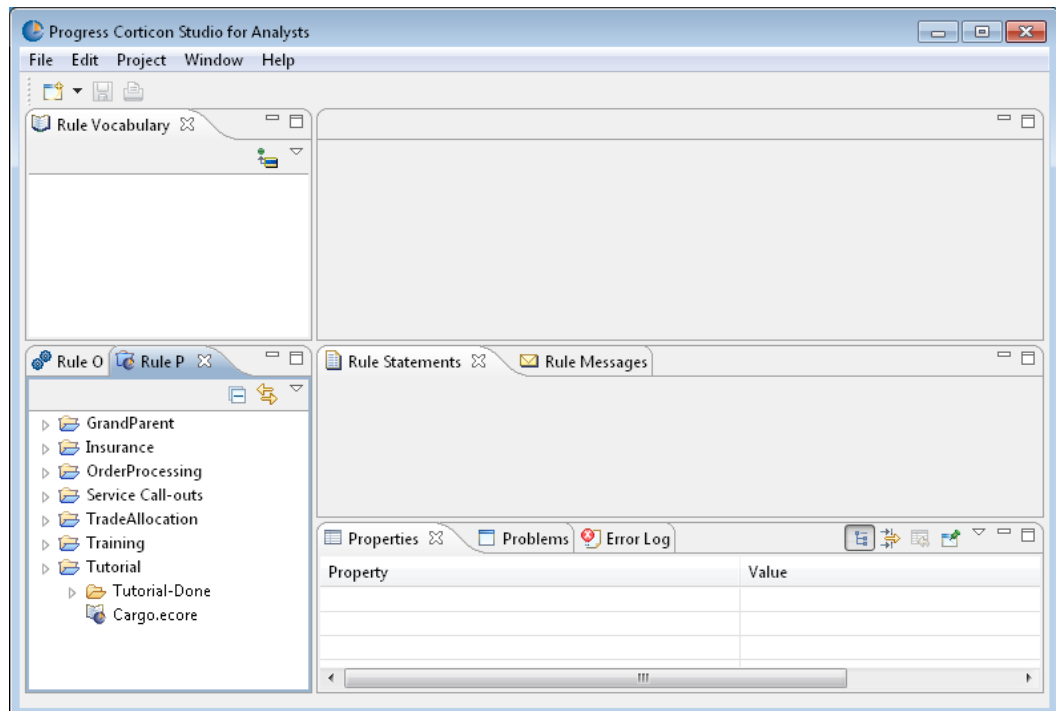 Progress Corticon Studio for Analysts
File Edit Project Window Help
Rule Vocabulary
Rule O Rule P
GrandParent
Insurance
OrderProcessing
Service Call-outs
TradeAllocation
Training
Tutorial
Tutorial-Done
Cargo.ecore
Rule Statements Rule Messages
Properties Problems Error Log
Property Value